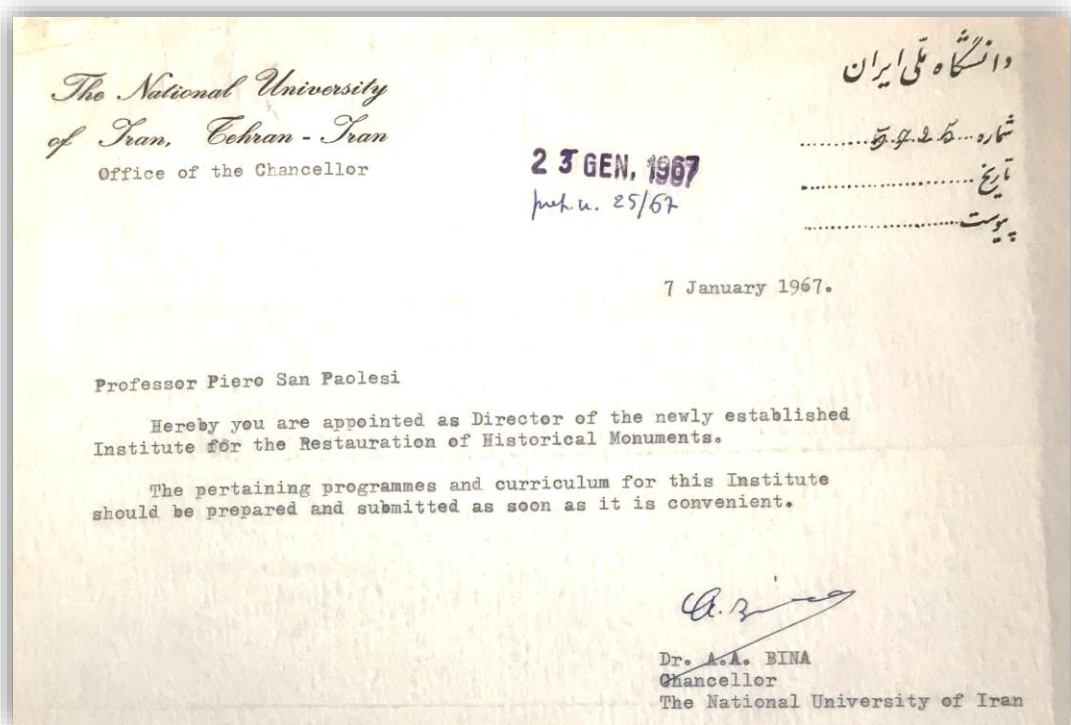 The National University
of Iran, Tehran - Iran
Office of the Chancellor
دانشگاه ملّی ایران
شماره
تاریخ
پیوست
23 GEN. 1967
prot. n. 25/67
7 January 1967.
Professor Piero San Paolesi
Hereby you are appointed as Director of the newly established
Institute for the Restauration of Historical Monuments.
The pertaining programmes and curriculum for this Institute
should be prepared and submitted as soon as it is convenient.
Dr. A.A. BINA
Chancellor
The National University of Iran